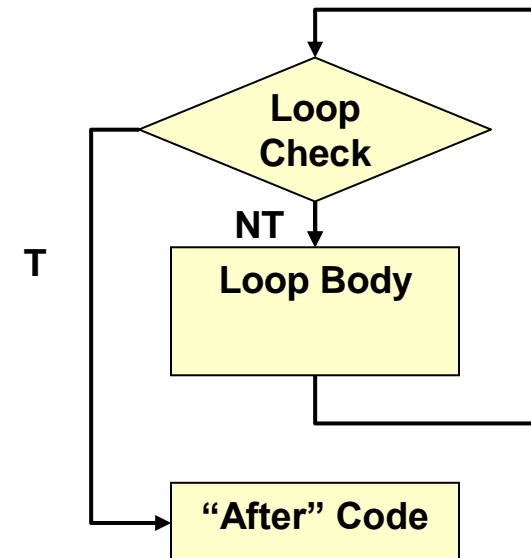 Loop
Check
NT
T
Loop Body
“After” Code